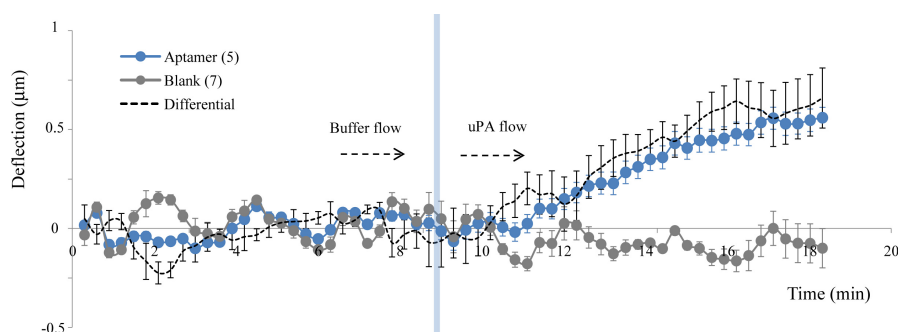 1
Aptamer (5)
Blank (7)
Differential
Deflection (µm)
0.5
Buffer flow
uPA flow
0
0 2 4 6 8 10 12 14 16 18 20
Time (min)
-0.5